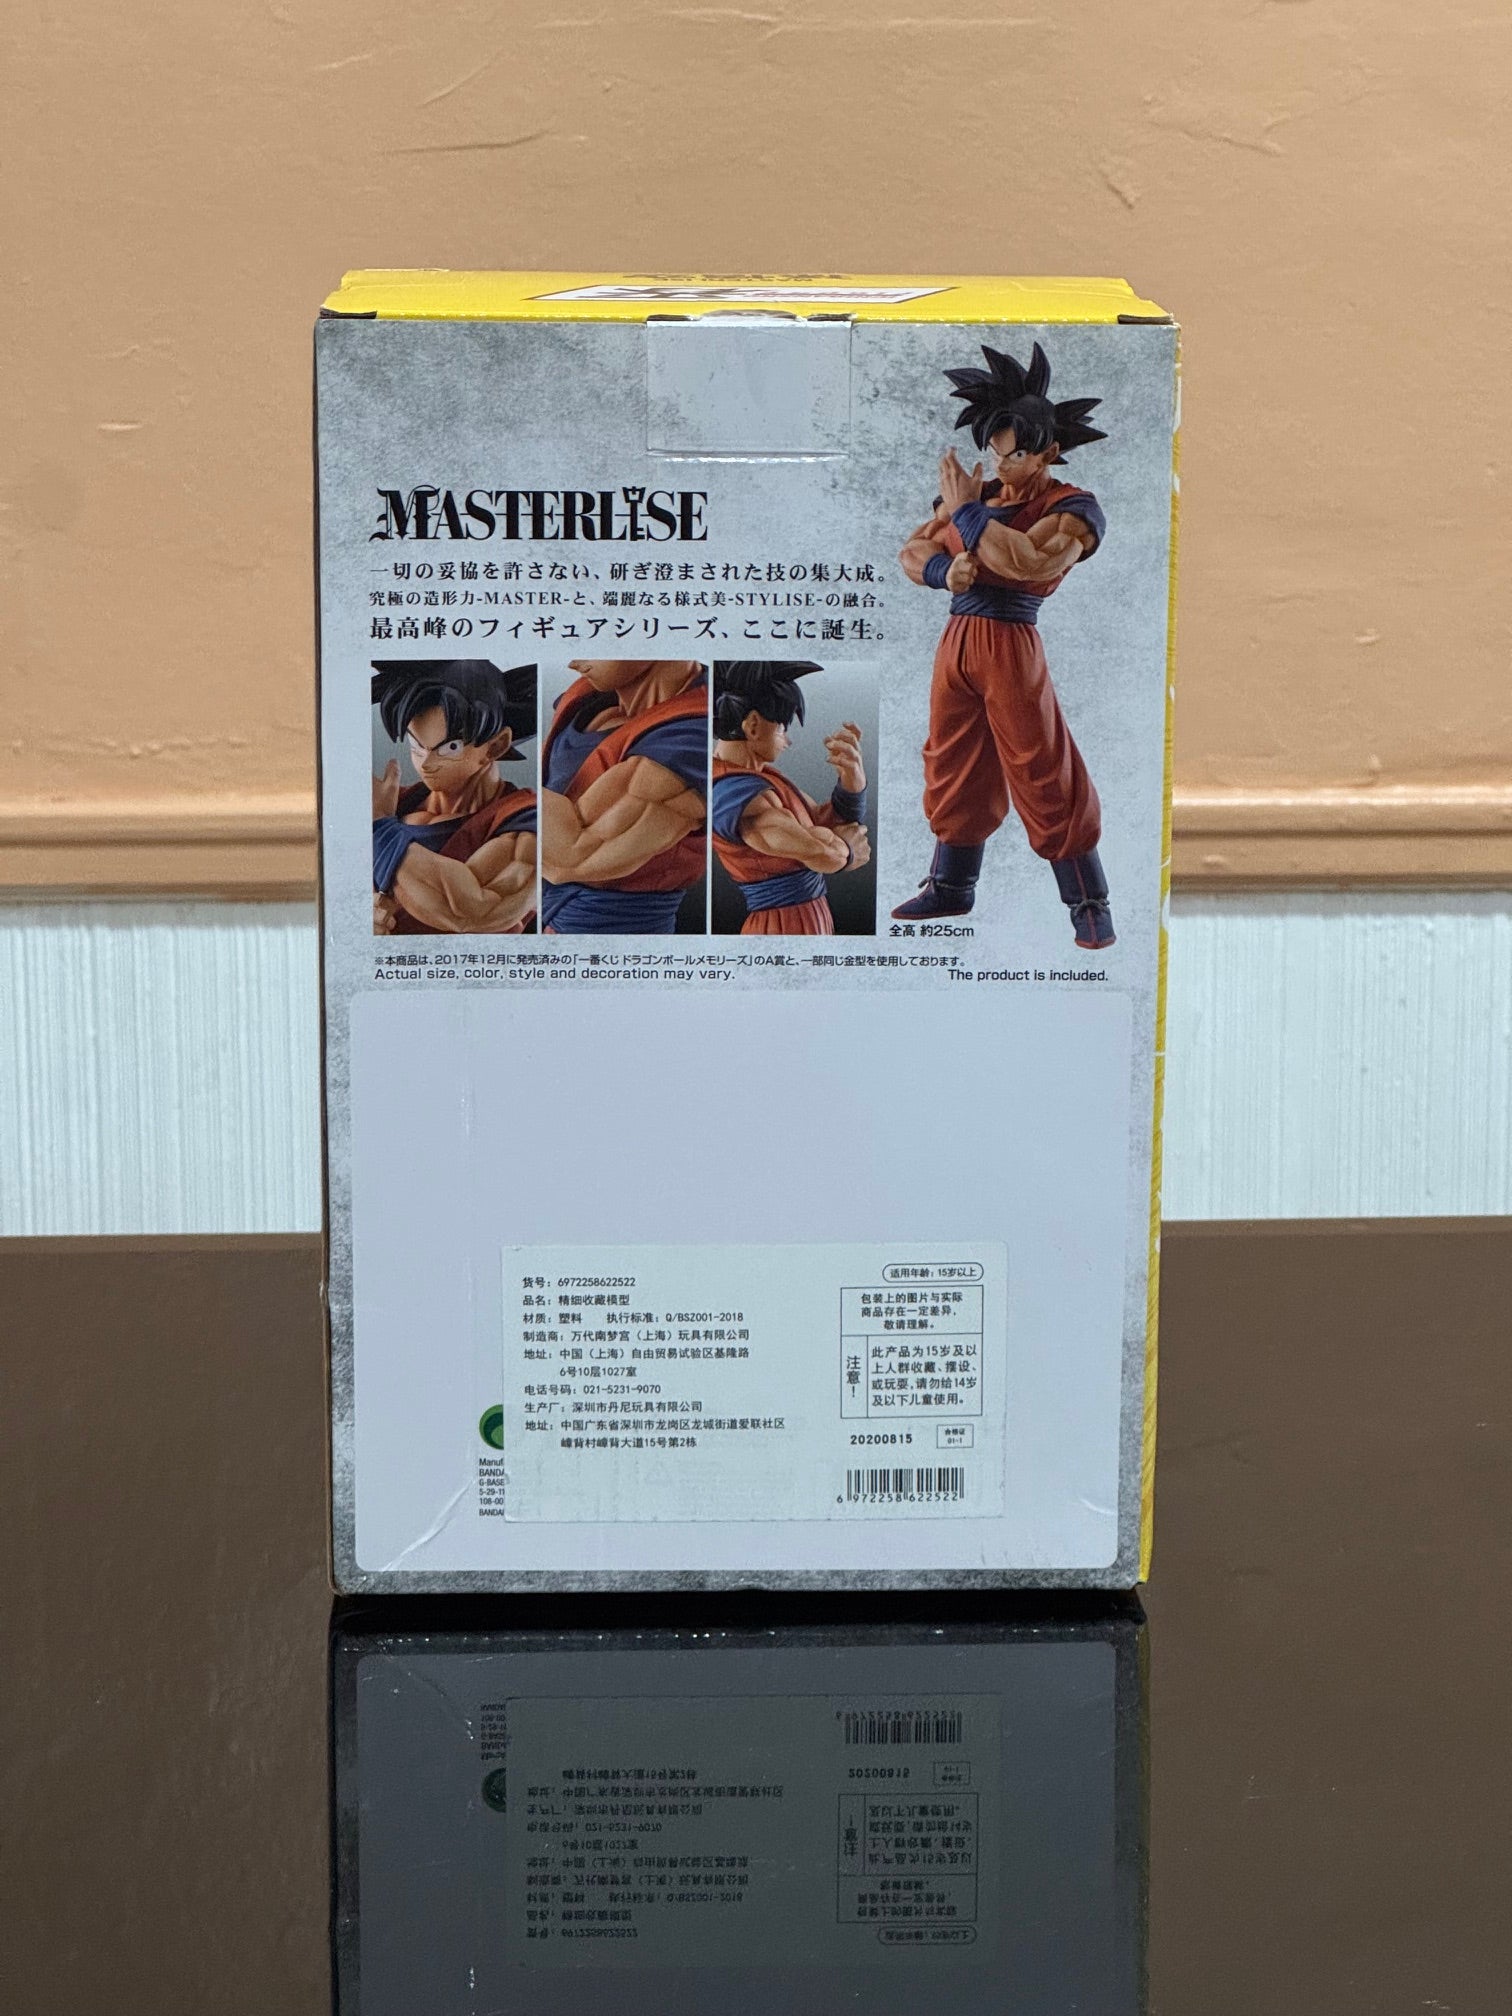 MASTERLISE
一切の妥協を許さない、研ぎ澄まされた技の集大成。
究極の造形力-MASTER-と、端麗なる様式美-STYLISE-の融合。
最高峰のフィギュアシリーズ、ここに誕生。
全高 約25cm
※本商品は、2017年12月に発売済みの「一番くじ ドラゴンボールメモリーズ」のA賞と、一部同じ金型を使用しております。
Actual size, color, style and decoration may vary.
The product is included.
货号：6972258622522
品名：精细收藏模型
材质：塑料 执行标准：Q/BSZ001-2018
制造商：万代南梦宫（上海）玩具有限公司
地址：中国（上海）自由贸易试验区基隆路
6号10层1027室
电话号码：021-5231-9070
生产厂：深圳市丹尼玩具有限公司
地址：中国广东省深圳市龙岗区龙城街道爱联社区
嶂背村嶂背大道15号第2栋
适用年龄：15岁以上
包装上的图片与实际
商品存在一定差异，
敬请理解。
注意！
此产品为15岁及以
上人群收藏、摆设、
或玩耍，请勿给14岁
及以下儿童使用。
20200815
合格证
01-1
6 972258 622522
Manuf
BANDA
G-BASE
5-29-11
108-00
BANDAI